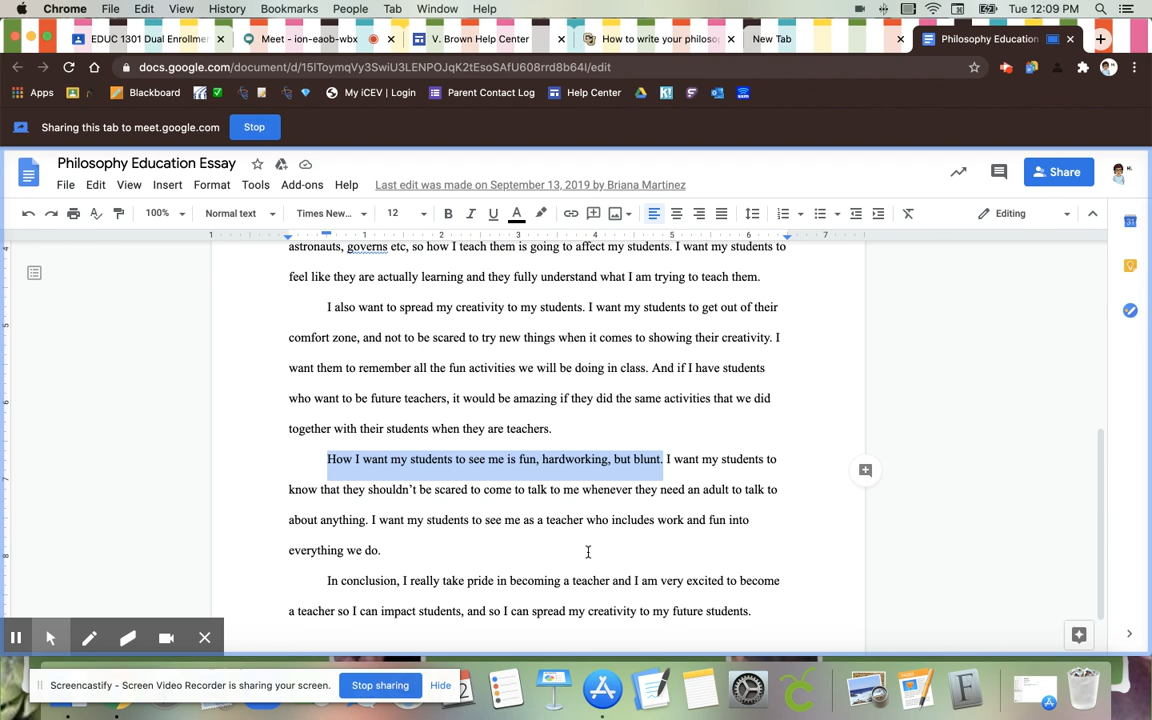 Chrome File Edit View History Bookmarks People Tab Window Help Tue 12:09 PM
EDUC 1301 Dual Enrollme Meet - ion-eaob-wbx V. Brown Help Center How to write your philoso New Tab Philosophy Education
docs.google.com/document/d/15lToymqVy3SwiU3LENPOJqK2tEsoSAfU608rrd8b64I/edit
Apps Blackboard My iCEV | Login Parent Contact Log Help Center
Sharing this tab to meet.google.com Stop
Philosophy Education Essay
File Edit View Insert Format Tools Add-ons Help Last edit was made on September 13, 2019 by Briana Martinez Share
100% Normal text Times New... 12 Editing
1 1 2 3 4 5 6 7
astronauts, governs etc, so how I teach them is going to affect my students. I want my students to
feel like they are actually learning and they fully understand what I am trying to teach them.
I also want to spread my creativity to my students. I want my students to get out of their
comfort zone, and not to be scared to try new things when it comes to showing their creativity. I
want them to remember all the fun activities we will be doing in class. And if I have students
who want to be future teachers, it would be amazing if they did the same activities that we did
together with their students when they are teachers.
How I want my students to see me is fun, hardworking, but blunt. I want my students to
know that they shouldn’t be scared to come to talk to me whenever they need an adult to talk to
about anything. I want my students to see me as a teacher who includes work and fun into
everything we do.
In conclusion, I really take pride in becoming a teacher and I am very excited to become
a teacher so I can impact students, and so I can spread my creativity to my future students.
Screencastify - Screen Video Recorder is sharing your screen. Stop sharing Hide